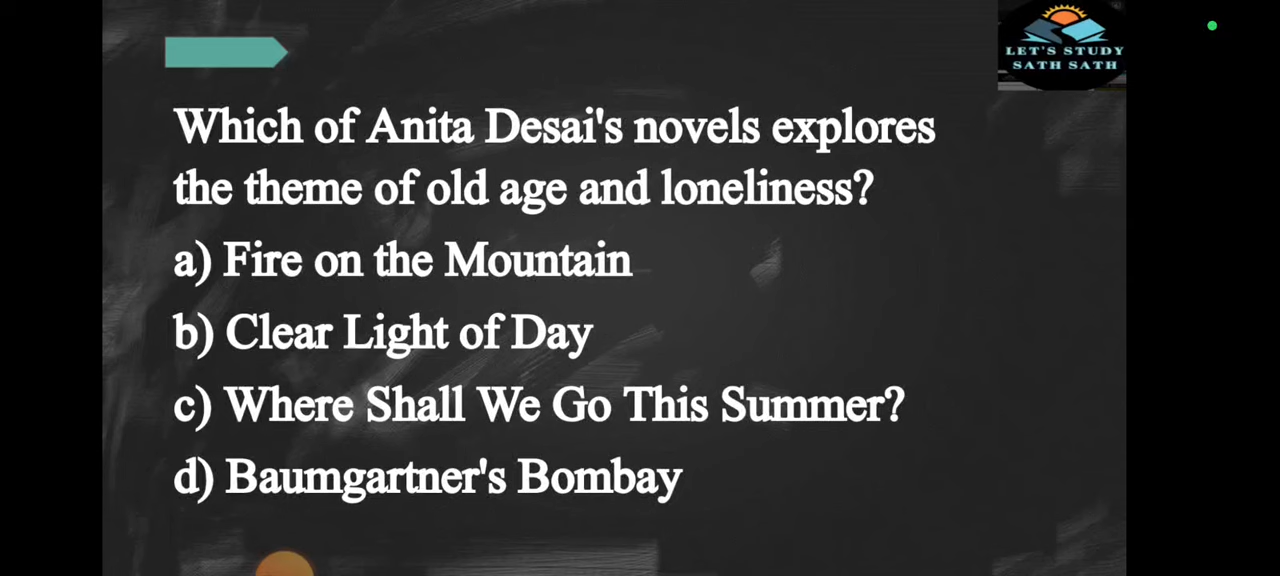 LET'S STUDY
SATH SATH
Which of Anita Desai's novels explores
the theme of old age and loneliness?
a) Fire on the Mountain
b) Clear Light of Day
c) Where Shall We Go This Summer?
d) Baumgartner's Bombay